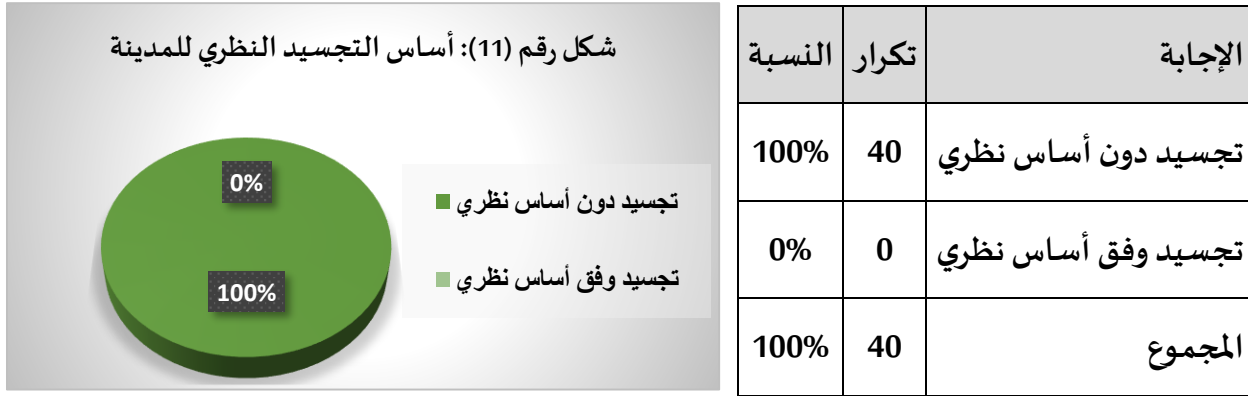 شكل رقم (11): أساس التجسيد النظري للمدينة
0%
100%
تجسيد دون أساس نظري
تجسيد وفق أساس نظري
الإجابة تكرار النسبة
تجسيد دون أساس نظري 40 100%
تجسيد وفق أساس نظري 0 0%
المجموع 40 100%